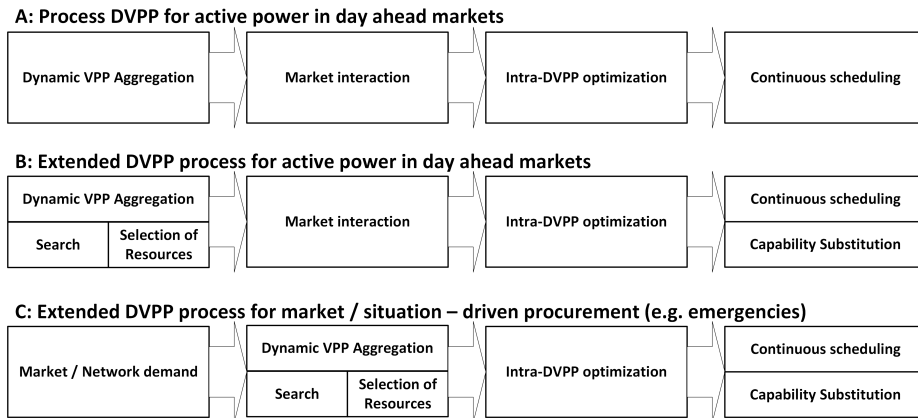 A: Process DVPP for active power in day ahead markets
Dynamic VPP Aggregation
Market interaction
Intra-DVPP optimization
Continuous scheduling
B: Extended DVPP process for active power in day ahead markets
Dynamic VPP Aggregation
Search
Selection of
Resources
Market interaction
Intra-DVPP optimization
Continuous scheduling
Capability Substitution
C: Extended DVPP process for market / situation – driven procurement (e.g. emergencies)
Market / Network demand
Dynamic VPP Aggregation
Search
Selection of
Resources
Intra-DVPP optimization
Continuous scheduling
Capability Substitution